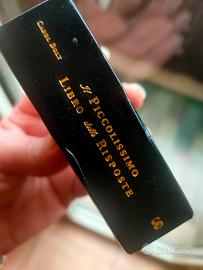 CAROL BOLT
Il PICCOLISSIMO
LIBRO delle
RISPOSTE